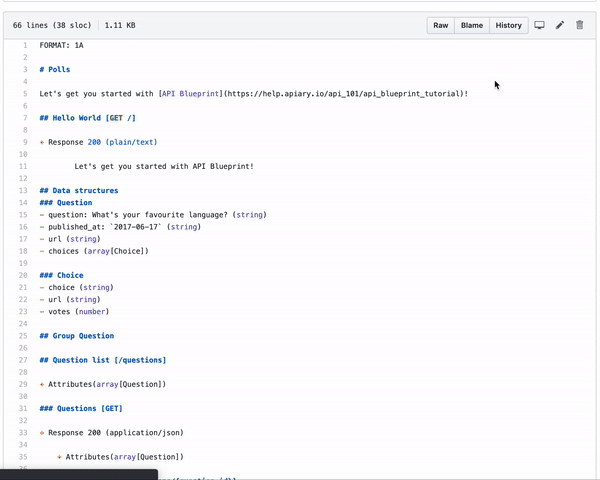 66 lines (38 sloc) 1.11 KB Raw Blame History
1 FORMAT: 1A
2
3 # Polls
4
5 Let's get you started with [API Blueprint](https://help.apiary.io/api_101/api_blueprint_tutorial)!
6
7 ## Hello World [GET /]
8
9 + Response 200 (plain/text)
10
11 Let's get you started with API Blueprint!
12
13 ## Data structures
14 ### Question
15 - question: What's your favourite language? (string)
16 - published_at: `2017-06-17` (string)
17 - url (string)
18 - choices (array[Choice])
19
20 ### Choice
21 - choice (string)
22 - url (string)
23 - votes (number)
24
25 ## Group Question
26
27 ## Question list [/questions]
28
29 + Attributes(array[Question])
30
31 ### Questions [GET]
32
33 + Response 200 (application/json)
34
35 + Attributes(array[Question])